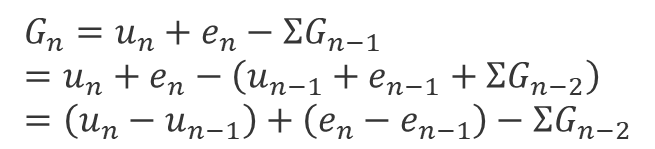 Gₙ = uₙ + eₙ − ΣGₙ₋₁
= uₙ + eₙ − (uₙ₋₁ + eₙ₋₁ + ΣGₙ₋₂)
= (uₙ − uₙ₋₁) + (eₙ − eₙ₋₁) − ΣGₙ₋₂